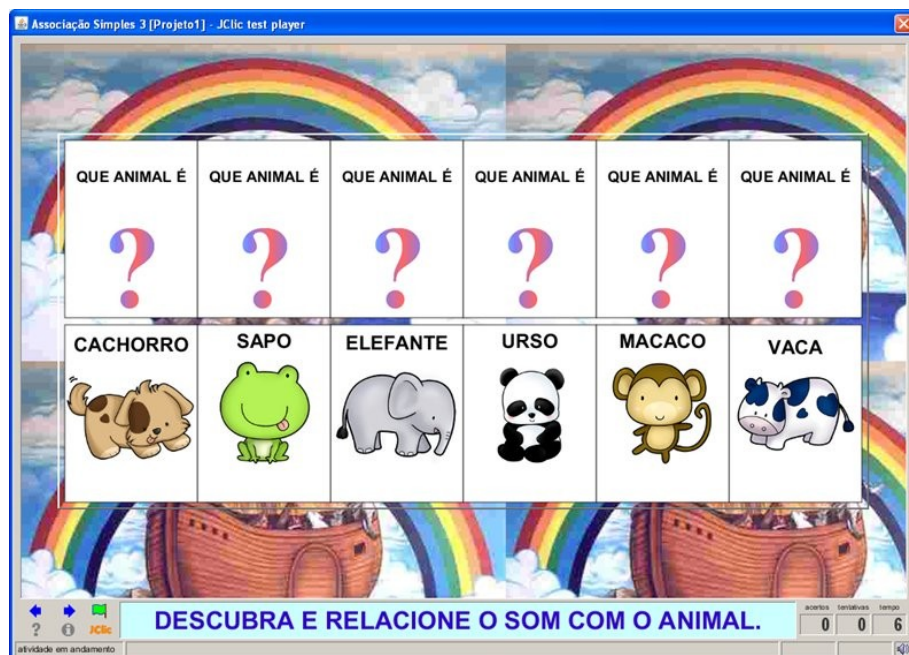 Associação Simples 3 [Projeto1] - JClic test player
QUE ANIMAL É QUE ANIMAL É QUE ANIMAL É QUE ANIMAL É QUE ANIMAL É QUE ANIMAL É
? ? ? ? ? ?
CACHORRO SAPO ELEFANTE URSO MACACO VACA
DESCUBRA E RELACIONE O SOM COM O ANIMAL.
acertos tentativas tempo
0 0 6
? i JClic
atividade em andamento